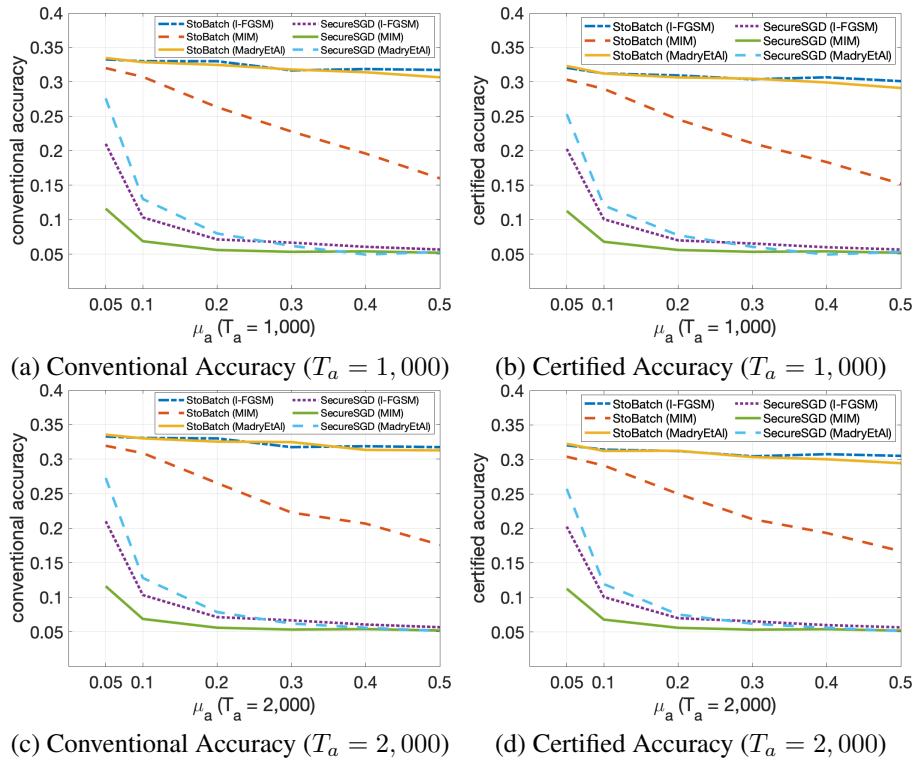 StoBatch (I-FGSM) SecureSGD (I-FGSM)
StoBatch (MIM) SecureSGD (MIM)
StoBatch (MadryEtAl) SecureSGD (MadryEtAl)
0.4
0.35
0.3
0.25
0.2
0.15
0.1
0.05
conventional accuracy
0.05 0.1 0.2 0.3 0.4 0.5
μa (Ta = 1,000)
(a) Conventional Accuracy (Ta = 1, 000)
StoBatch (I-FGSM) SecureSGD (I-FGSM)
StoBatch (MIM) SecureSGD (MIM)
StoBatch (MadryEtAl) SecureSGD (MadryEtAl)
0.4
0.35
0.3
0.25
0.2
0.15
0.1
0.05
certified accuracy
0.05 0.1 0.2 0.3 0.4 0.5
μa (Ta = 1,000)
(b) Certified Accuracy (Ta = 1, 000)
StoBatch (I-FGSM) SecureSGD (I-FGSM)
StoBatch (MIM) SecureSGD (MIM)
StoBatch (MadryEtAl) SecureSGD (MadryEtAl)
0.4
0.35
0.3
0.25
0.2
0.15
0.1
0.05
conventional accuracy
0.05 0.1 0.2 0.3 0.4 0.5
μa (Ta = 2,000)
(c) Conventional Accuracy (Ta = 2, 000)
StoBatch (I-FGSM) SecureSGD (I-FGSM)
StoBatch (MIM) SecureSGD (MIM)
StoBatch (MadryEtAl) SecureSGD (MadryEtAl)
0.4
0.35
0.3
0.25
0.2
0.15
0.1
0.05
certified accuracy
0.05 0.1 0.2 0.3 0.4 0.5
μa (Ta = 2,000)
(d) Certified Accuracy (Ta = 2, 000)